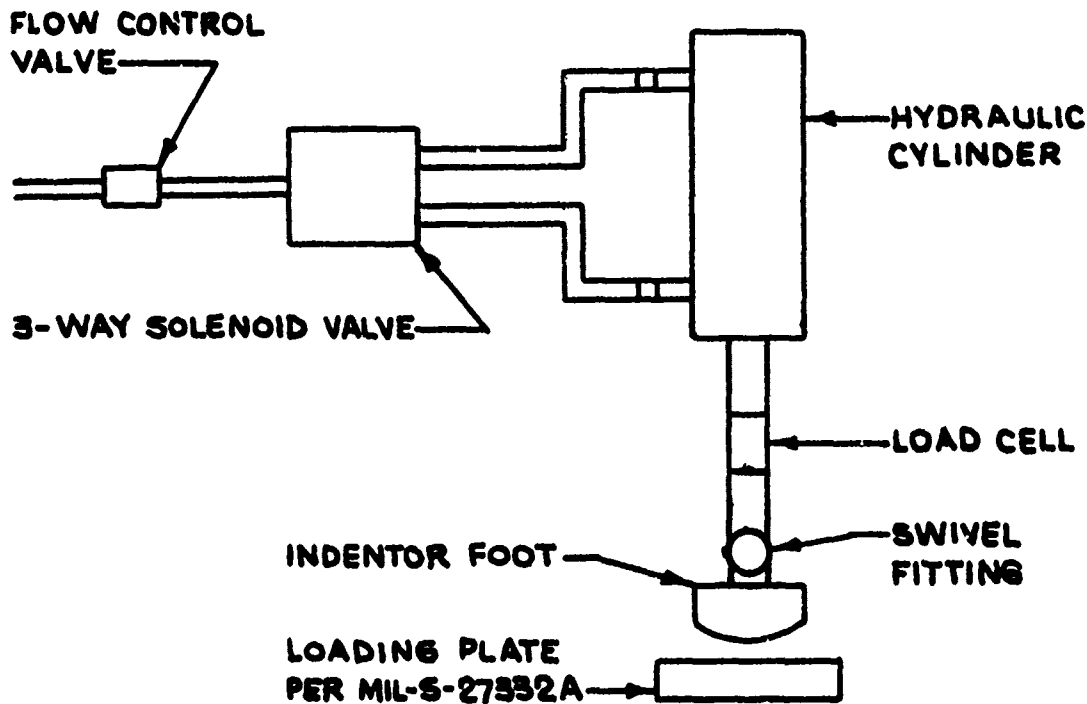 FLOW CONTROL
VALVE
HYDRAULIC
CYLINDER
3-WAY SOLENOID VALVE
LOAD CELL
SWIVEL
FITTING
INDENTOR FOOT
LOADING PLATE
PER MIL-S-27332A